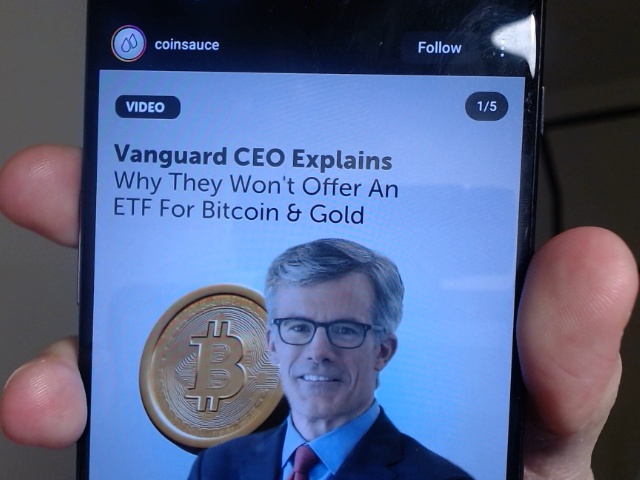 coinsauce
Follow
VIDEO
1/5
Vanguard CEO Explains
Why They Won't Offer An
ETF For Bitcoin & Gold